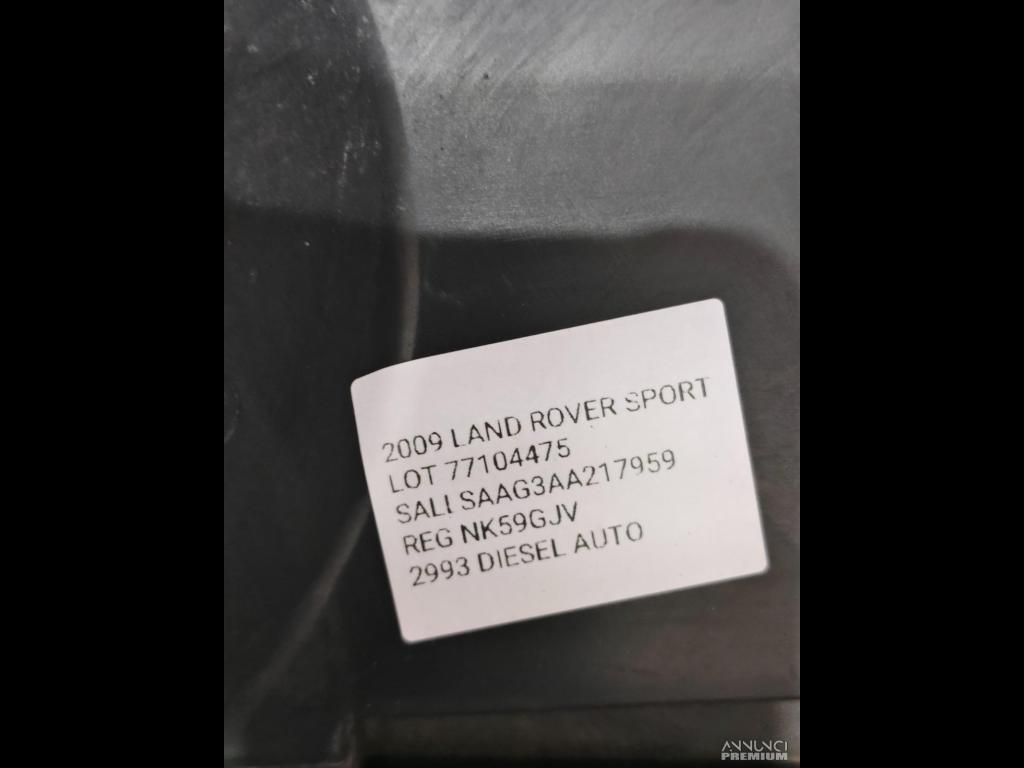 2009 LAND ROVER SPORT
LOT 77104475
SALI SAAG3AA217959
REG NK59GJV
2993 DIESEL AUTO
ANNUNCI
PREMIUM